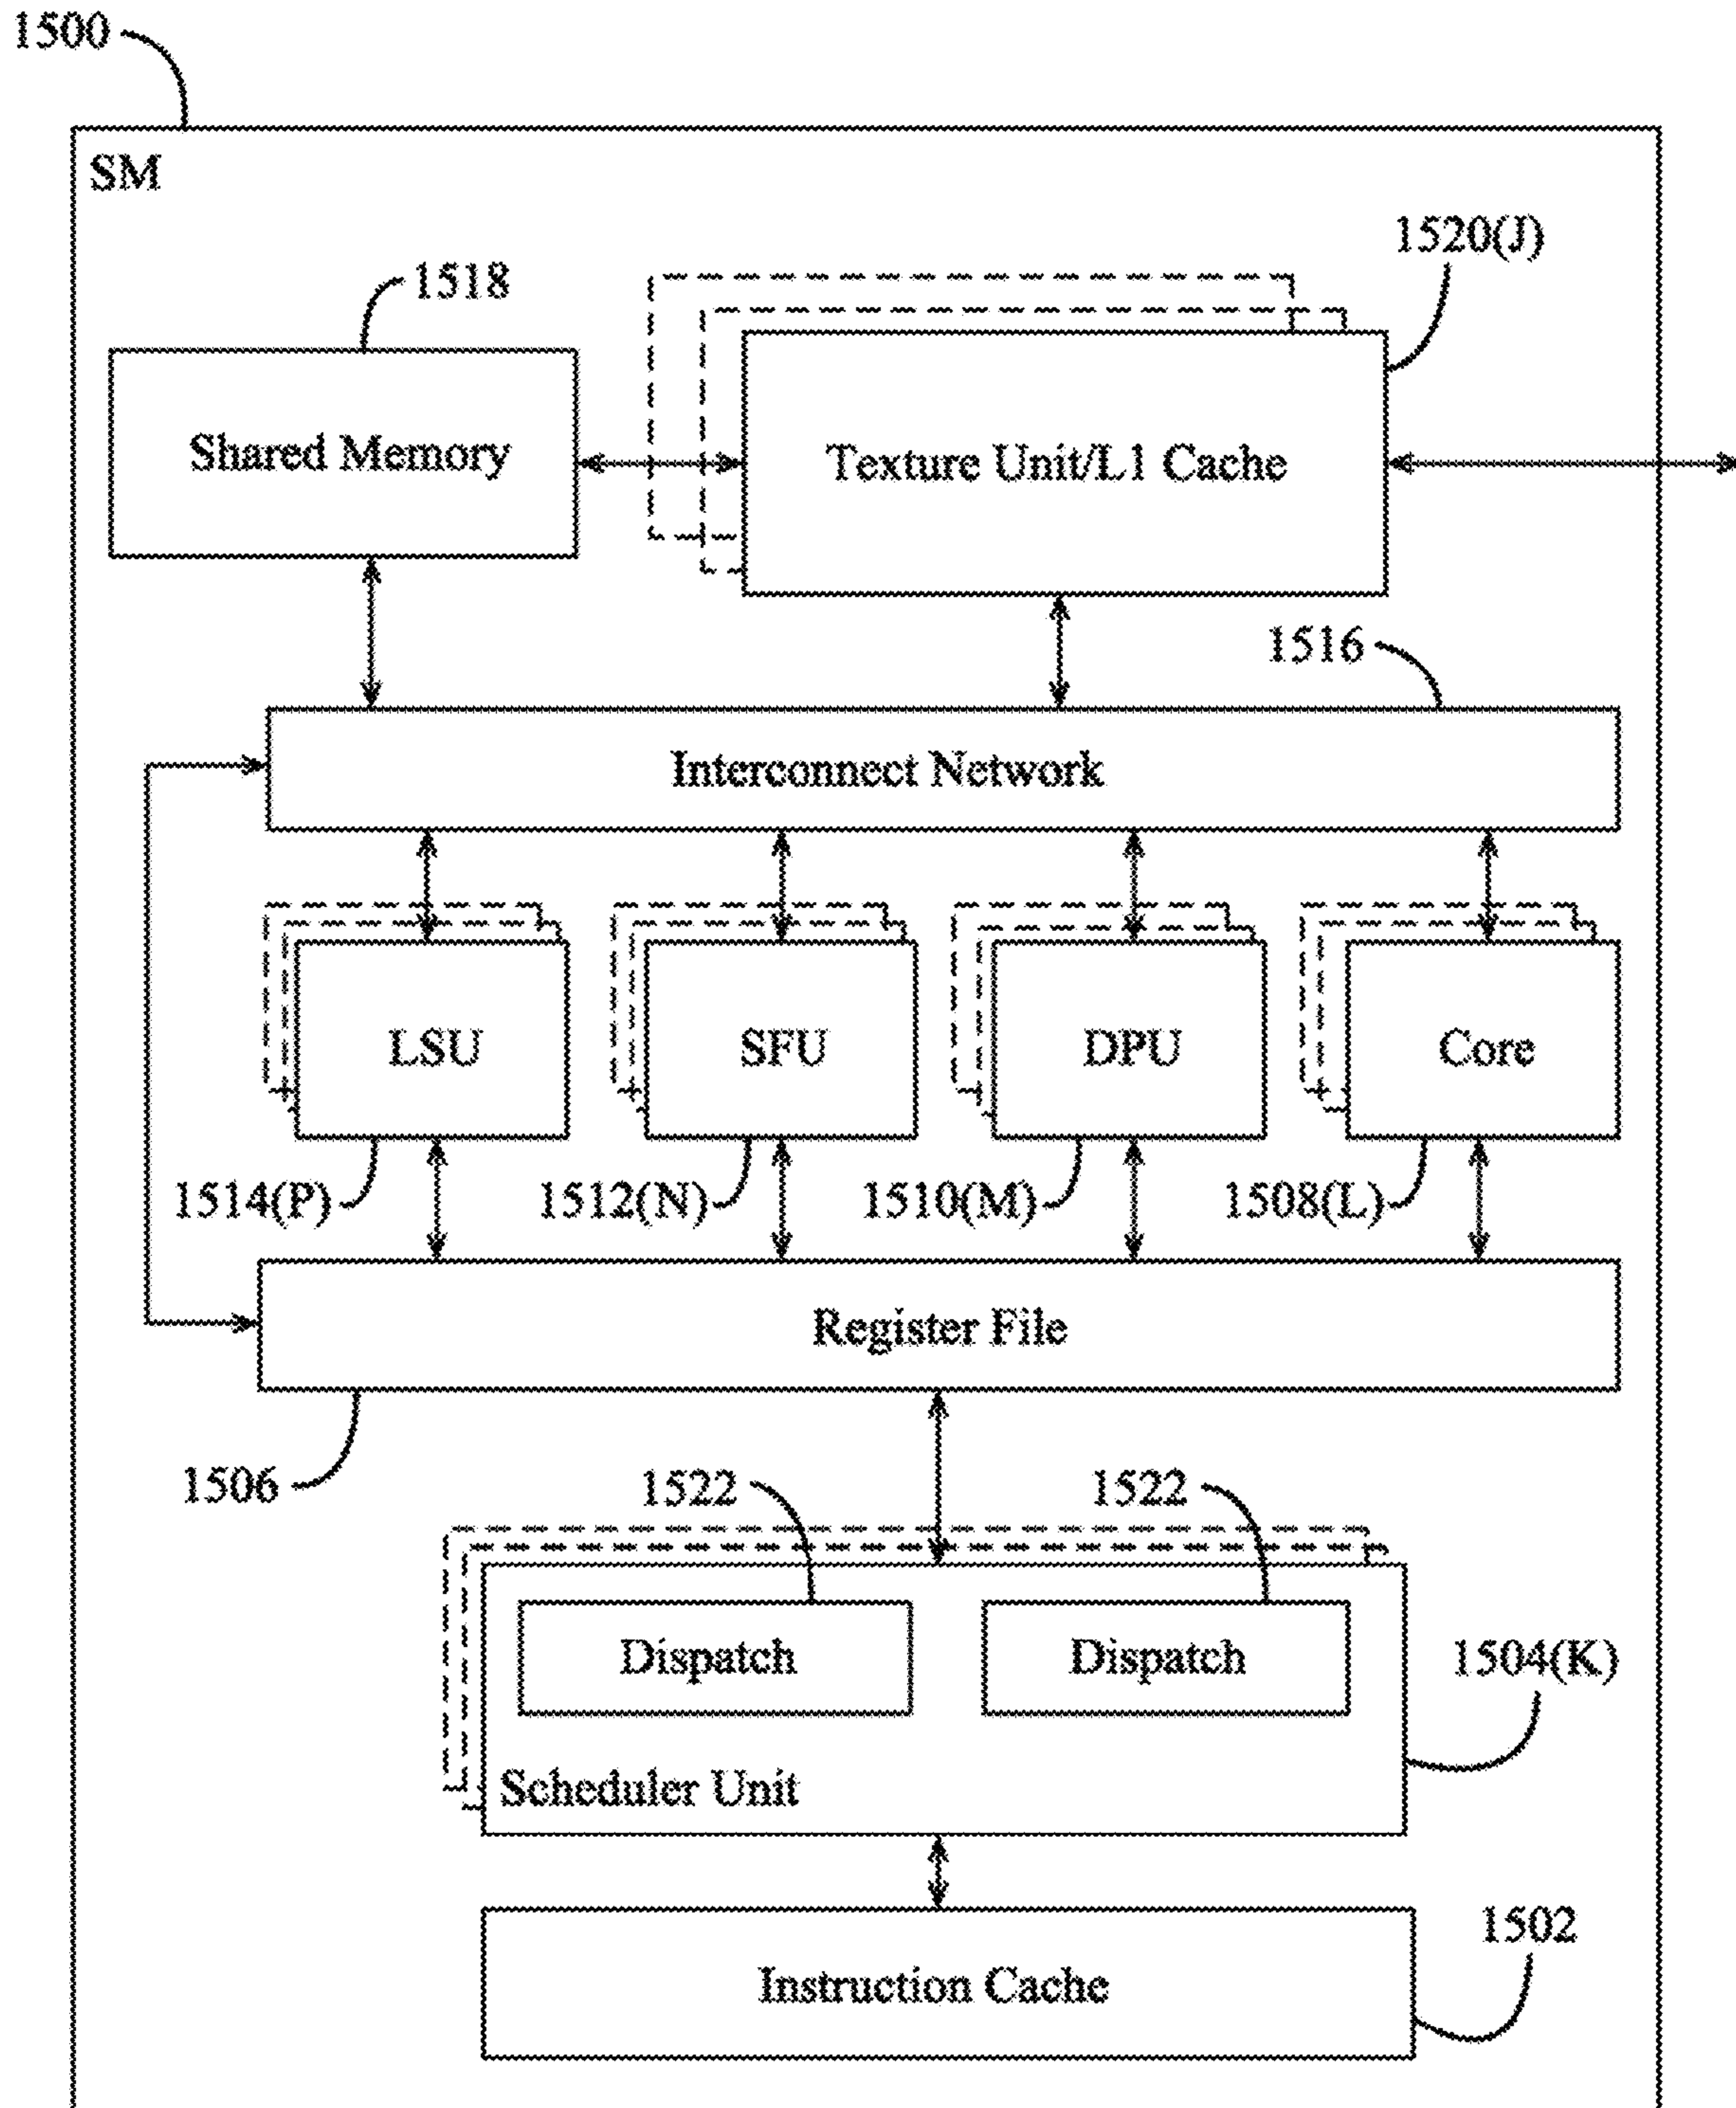 1500
SM
1520(J)
1518
Shared Memory
Texture Unit/L1 Cache
1516
Interconnect Network
LSU
SFU
DPU
Core
1514(P)
1512(N)
1510(M)
1508(L)
Register File
1506
1522
1522
Dispatch
Dispatch
1504(K)
Scheduler Unit
1502
Instruction Cache